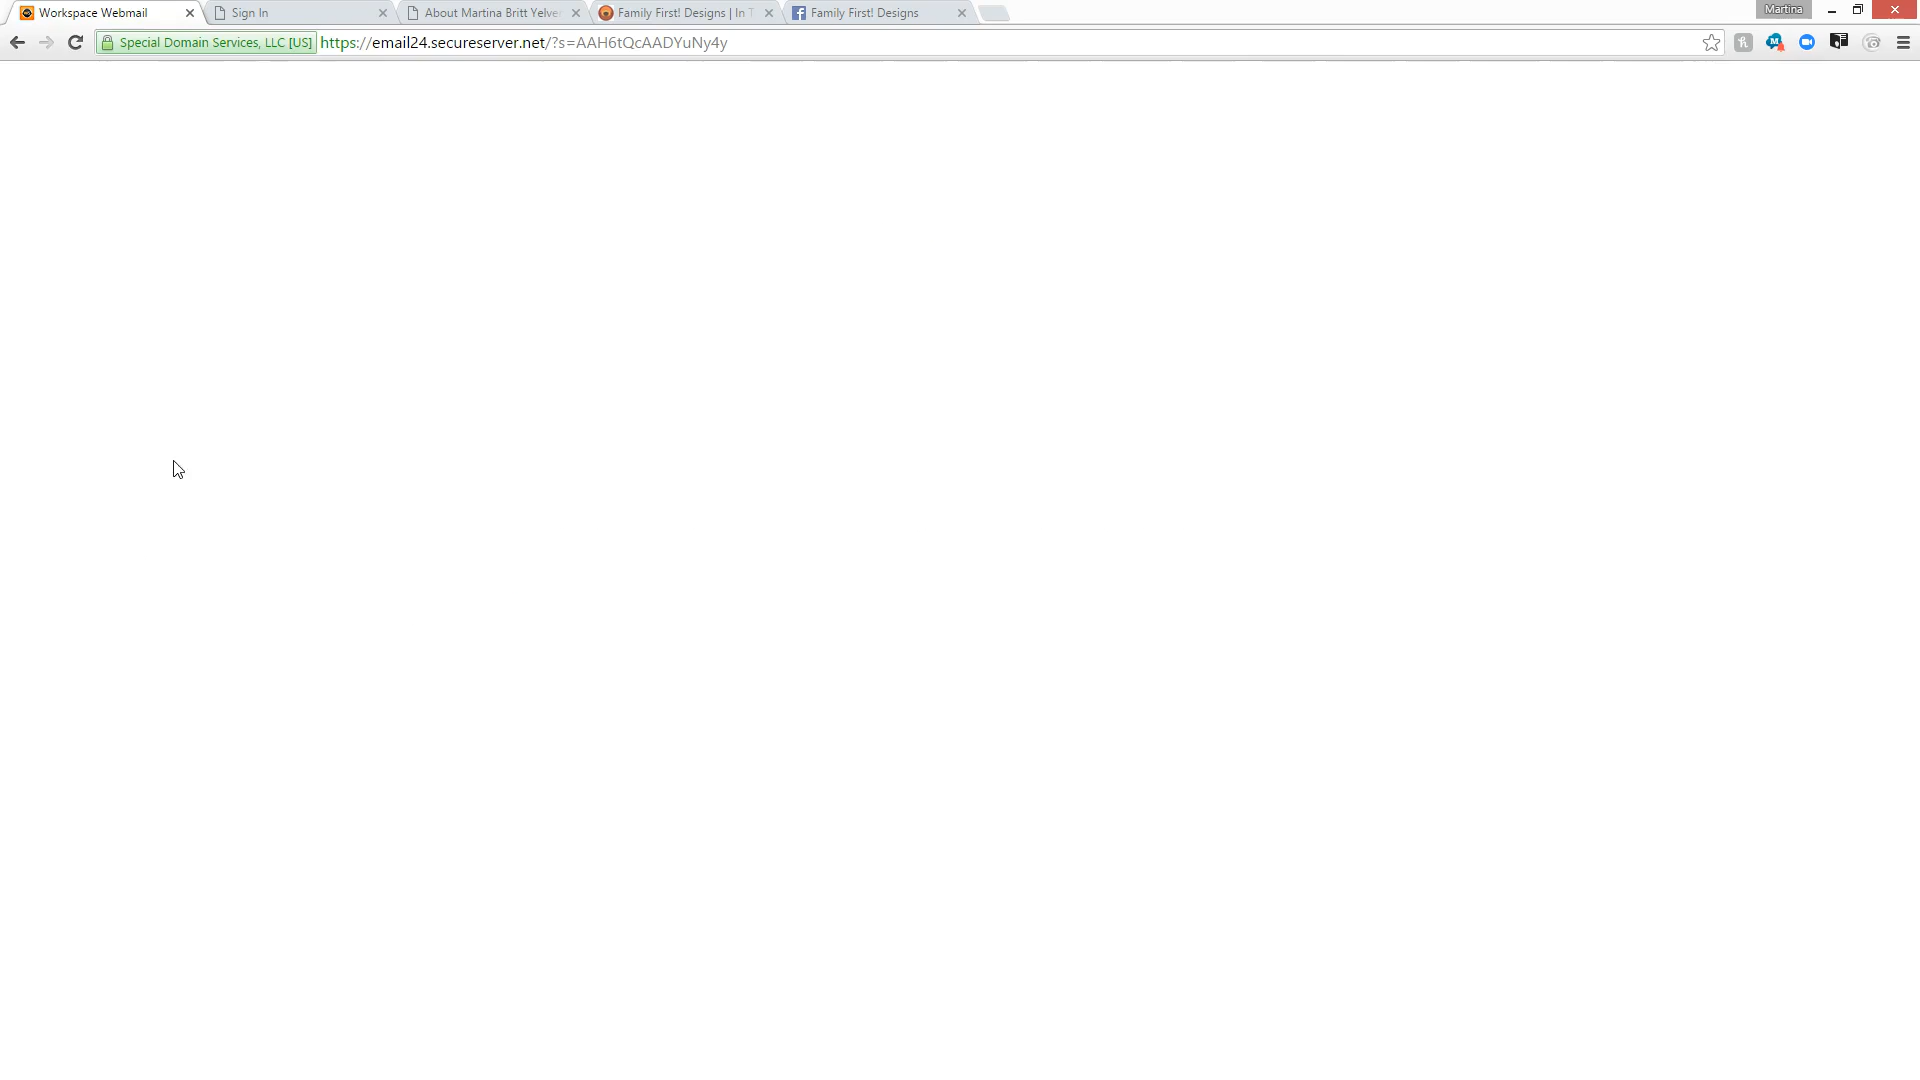 Workspace Webmail
Sign In
About Martina Britt Yelve
Family First! Designs | In T
Family First! Designs
Martina
Special Domain Services, LLC [US]
https://email24.secureserver.net/?s=AAH6tQcAADYuNy4y